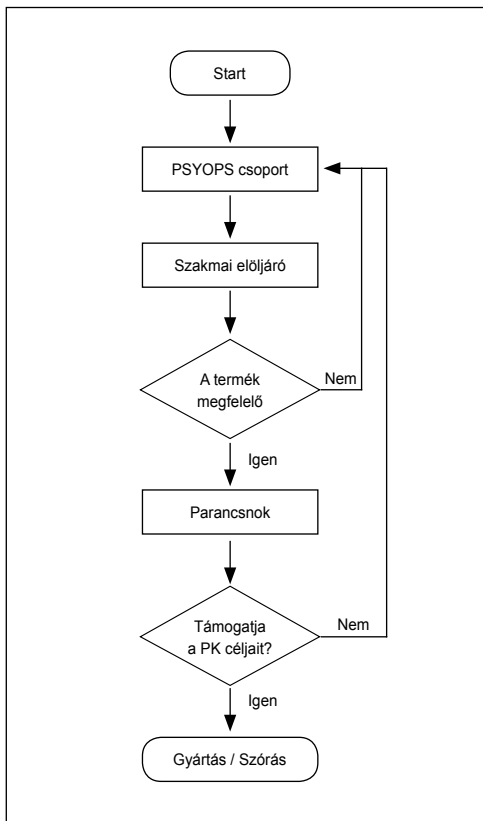 Start
PSYOPS csoport
Szakmai elöljáró
A termék
megfelelő
Nem
Igen
Parancsnok
Támogatja
a PK céljait?
Nem
Igen
Gyártás / Szórás